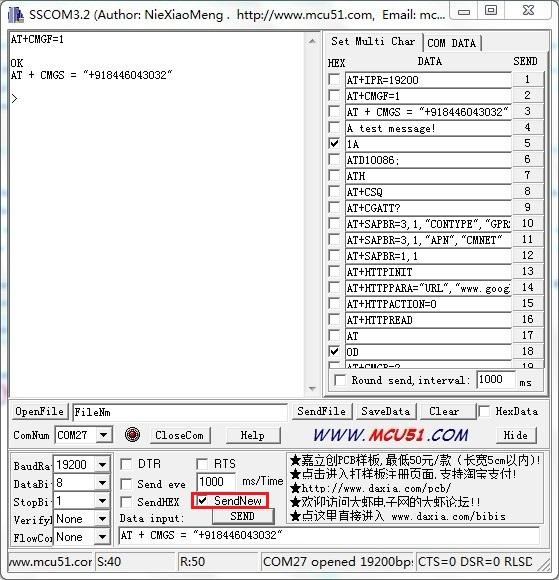 SSCOM3.2 (Author: NieXiaoMeng . http://www.mcu51.com, Email: mc...
AT+CMGF=1
OK
AT + CMGS = "+918446043032"
>
Set Multi Char
COM DATA
HEX DATA SEND
AT+IPR=19200 1
AT+CMGF=1 2
AT + CMGS = "+918446043032" 3
A test message! 4
1A 5
ATD10086; 6
ATH 7
AT+CSQ 8
AT+CGATT? 9
AT+SAPBR=3,1,"CONTYPE","GPR 10
AT+SAPBR=3,1,"APN","CMNET" 11
AT+SAPBR=1,1 12
AT+HTTPINIT 13
AT+HTTPPARA="URL","www.goog 14
AT+HTTPACTION=0 15
AT+HTTPREAD 16
AT 17
0D 18
AT+CMGF=? 19
Round send,interval: 1000 ms
OpenFile FileNm SendFile SaveData Clear HexData
ComNum COM27 CloseCom Help WWW.MCU51.COM Hide
BaudRa 19200 DTR RTS
DataBi 8 Send eve 1000 ms/Time
StopBi 1 SendHEX SendNew
Verify None Data input: SEND
FlowCon None AT + CMGS = "+918446043032"
★嘉立创PCB样板,最低50元/款(长宽5cm以内)!
★点击进入打样板注册页面,支持淘宝支付!
★http://www.daxia.com/pcb/
★欢迎访问大虾电子网的大虾论坛!!
★点这里直接进入 www.daxia.com/bibis
www.mcu51.com S:40 R:50 COM27 opened 19200bps CTS=0 DSR=0 RLSD